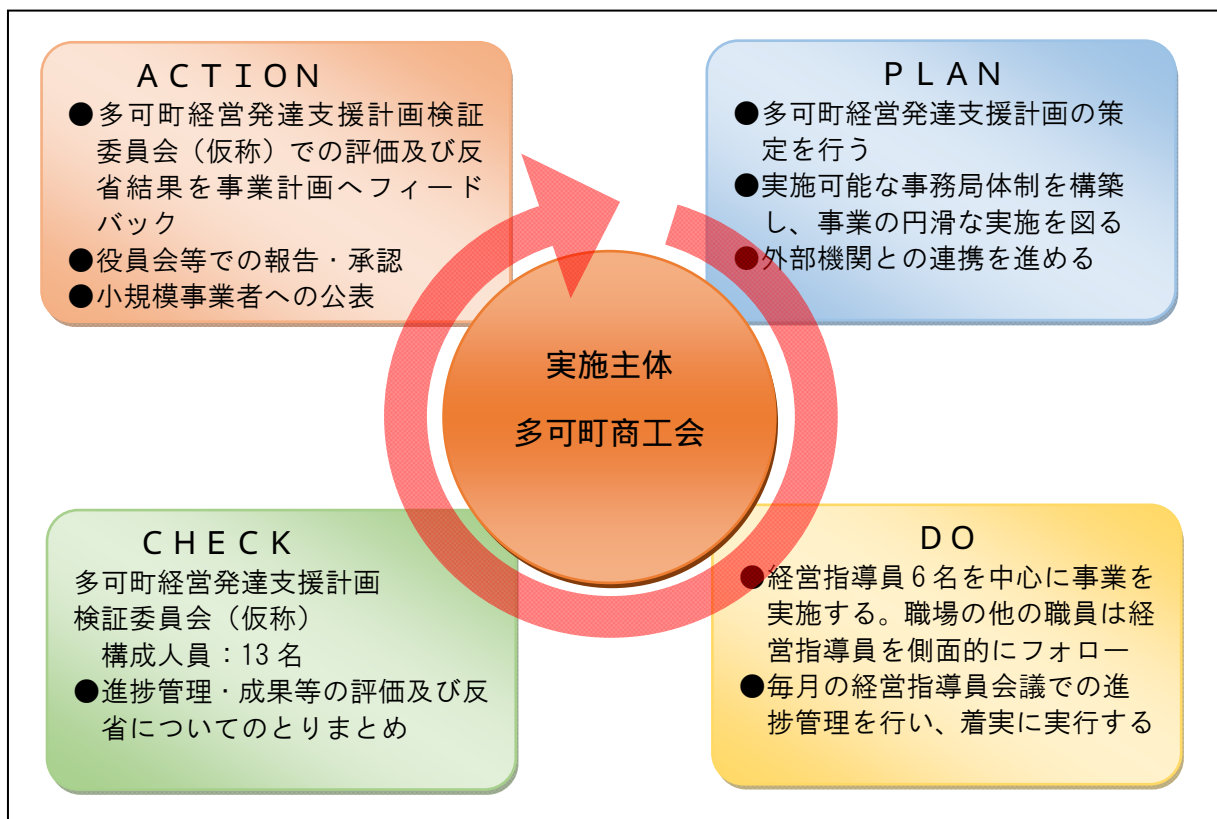 ACTION
●多可町経営発達支援計画検証
委員会（仮称）での評価及び反
省結果を事業計画へフィード
バック
●役員会等での報告・承認
●小規模事業者への公表
PLAN
●多可町経営発達支援計画の策
定を行う
●実施可能な事務局体制を構築
し、事業の円滑な実施を図る
●外部機関との連携を進める
実施主体
多可町商工会
CHECK
多可町経営発達支援計画
検証委員会（仮称）
構成人員：13名
●進捗管理・成果等の評価及び反
省についてのとりまとめ
DO
●経営指導員6名を中心に事業を
実施する。職場の他の職員は経
営指導員を側面的にフォロー
●毎月の経営指導員会議での進
捗管理を行い、着実に実行する